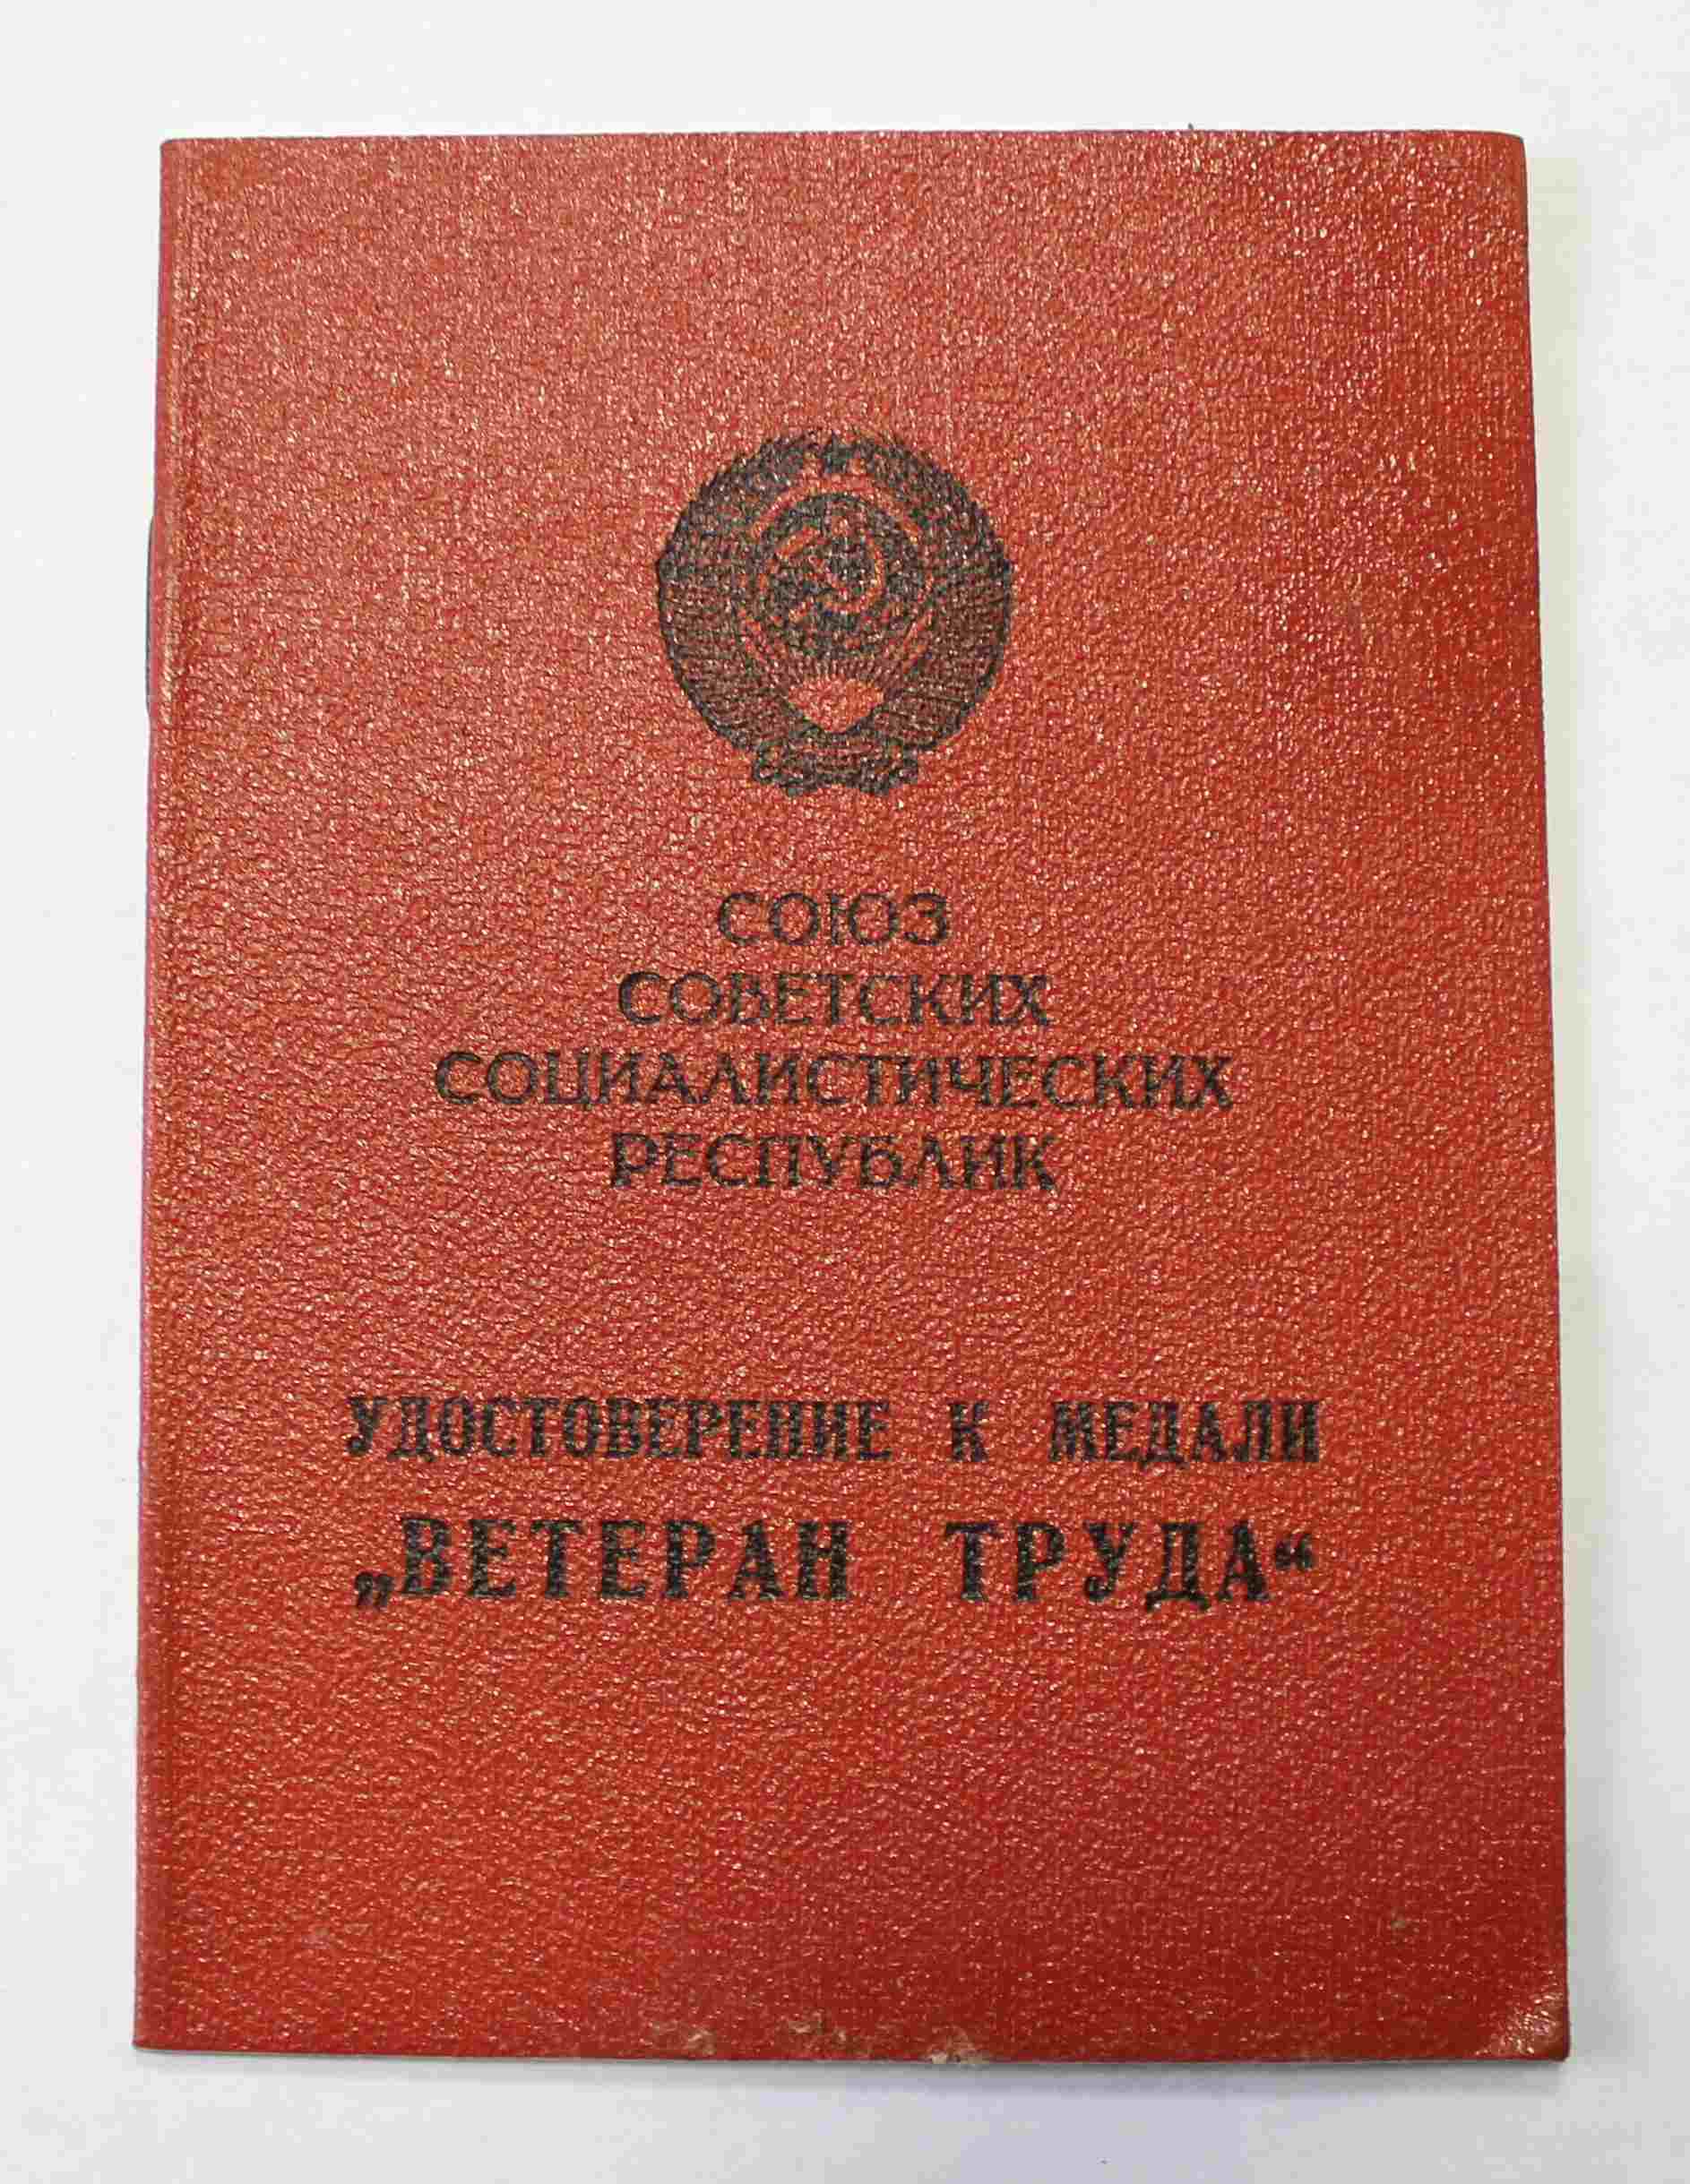 СОЮЗ
СОВЕТСКИХ
СОЦИАЛИСТИЧЕСКИХ
РЕСПУБЛИК
УДОСТОВЕРЕНИЕ К МЕДАЛИ
„ВЕТЕРАН ТРУДА“